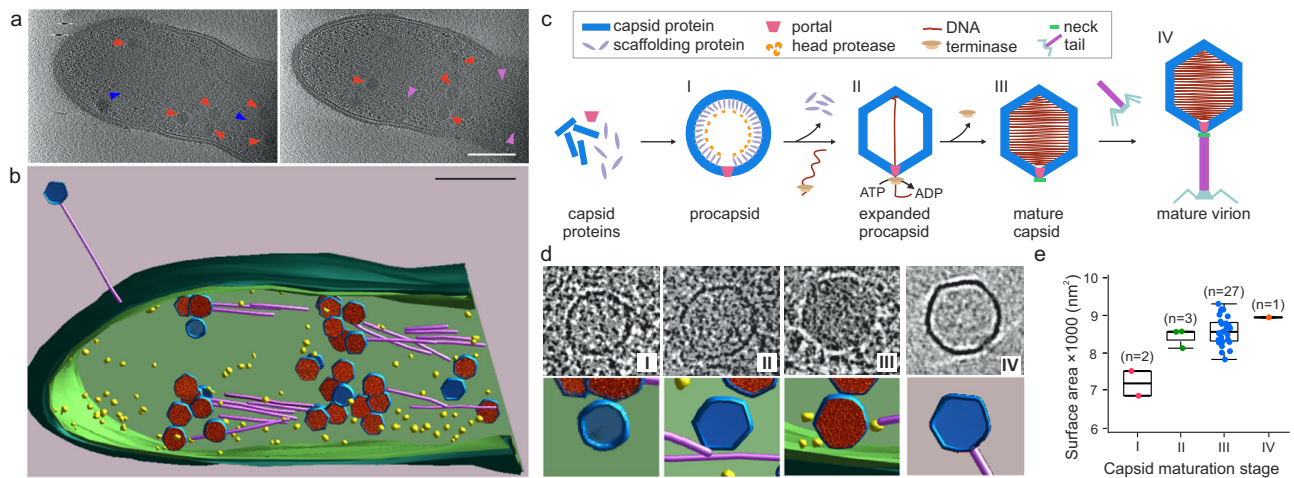 a
b
c
capsid protein
scaffolding protein
portal
head protease
DNA
terminase
neck
tail
I
II
III
IV
ATP
ADP
capsid
proteins
procapsid
expanded
procapsid
mature
capsid
mature virion
d
I
II
III
IV
e
Surface area ×1000 (nm²)
10
9
8
7
6
(n=2)
(n=3)
(n=27)
(n=1)
I
II
III
IV
Capsid maturation stage